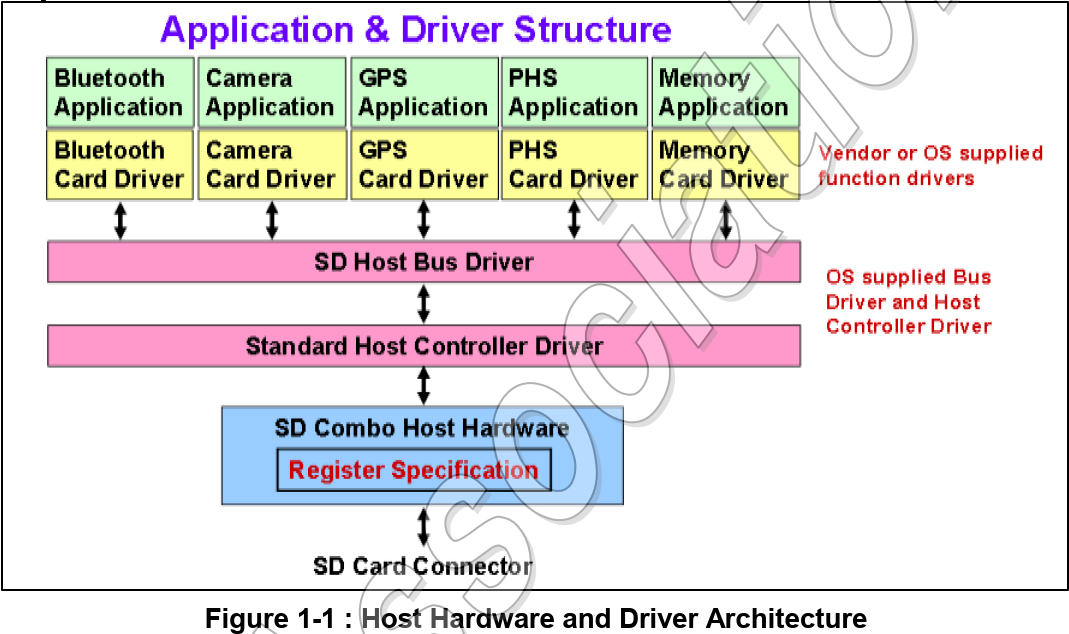 Application & Driver Structure
Bluetooth
Application
Camera
Application
GPS
Application
PHS
Application
Memory
Application
Bluetooth
Card Driver
Camera
Card Driver
GPS
Card Driver
PHS
Card Driver
Memory
Card Driver
Vendor or OS supplied
function drivers
SD Host Bus Driver
OS supplied Bus
Driver and Host
Controller Driver
Standard Host Controller Driver
SD Combo Host Hardware
Register Specification
SD Card Connector
Figure 1-1 : Host Hardware and Driver Architecture
ssociatio